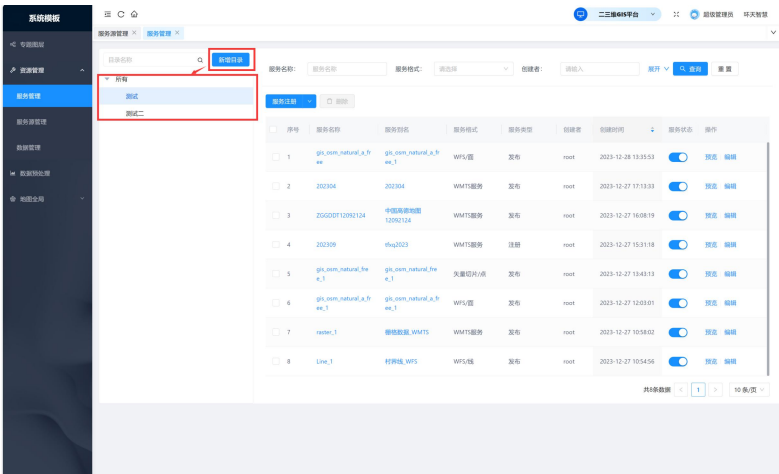 系统模板
二三组GIS平台
超级管理员
环天智慧
服务源管理 ×
服务管理 ×
专题图层
资源管理
服务管理
服务源管理
数据管理
数据预处理
地图全局
目录名称
新增目录
所有
测试
测试二
服务名称: 服务名称
服务格式: 请选择
创建者: 请输入
展开
查询
重 置
服务注册
删除
序号 服务名称 服务别名 服务格式 服务类型 创建者 创建时间 服务状态 操作
1 gis_osm_natural_a_free gis_osm_natural_a_free_1 WFS/面 发布 root 2023-12-28 13:35:53 预览 编辑
2 202304 202304 WMTS服务 发布 root 2023-12-27 17:13:33 预览 编辑
3 ZGGDDT12092124 中国高德地图12092124 WMTS服务 发布 root 2023-12-27 16:08:19 预览 编辑
4 202309 tfxq2023 WMTS服务 注册 root 2023-12-27 15:31:18 预览 编辑
5 gis_osm_natural_free_1 gis_osm_natural_free_1 矢量切片/点 发布 root 2023-12-27 13:43:13 预览 编辑
6 gis_osm_natural_a_free_1 gis_osm_natural_a_free_1 WFS/面 发布 root 2023-12-27 12:03:01 预览 编辑
7 raster_1 栅格数据_WMTS WMTS服务 发布 root 2023-12-27 10:58:02 预览 编辑
8 Line_1 村界线_WFS WFS/线 发布 root 2023-12-27 10:54:56 预览 编辑
共8条数据 < 1 > 10 条/页